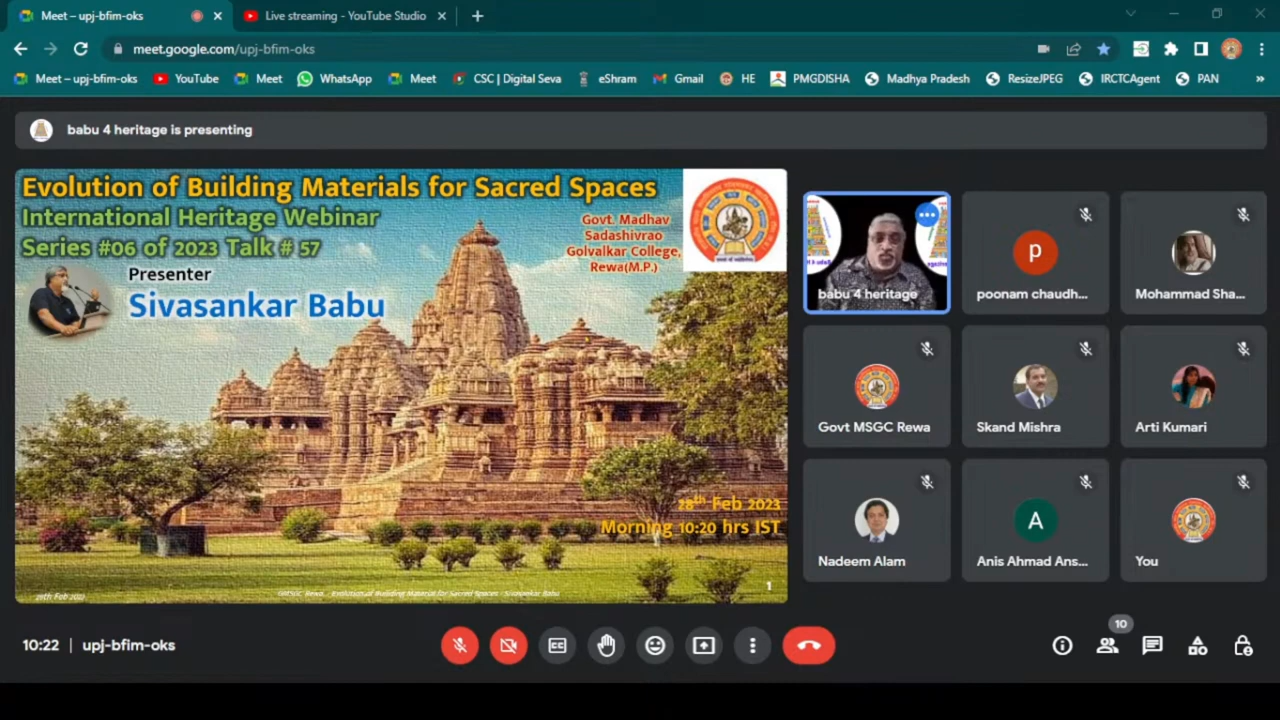 Meet – upj-bfim-oks
Live streaming - YouTube Studio
meet.google.com/upj-bfim-oks
Meet – upj-bfim-oks
YouTube
Meet
WhatsApp
Meet
CSC | Digital Seva
eShram
Gmail
HE
PMGDISHA
Madhya Pradesh
ResizeJPEG
IRCTCAgent
PAN
babu 4 heritage is presenting
Evolution of Building Materials for Sacred Spaces
International Heritage Webinar
Series #06 of 2023 Talk # 57
Presenter
Sivasankar Babu
Govt. Madhav
Sadashivrao
Golvalkar College,
Rewa(M.P.)
28th Feb 2023
Morning 10:20 hrs IST
1
babu 4 heritage
p
poonam chaudh...
Mohammad Sha...
Govt MSGC Rewa
Skand Mishra
Arti Kumari
Nadeem Alam
A
Anis Ahmad Ans...
You
10:22 | upj-bfim-oks
CC
10